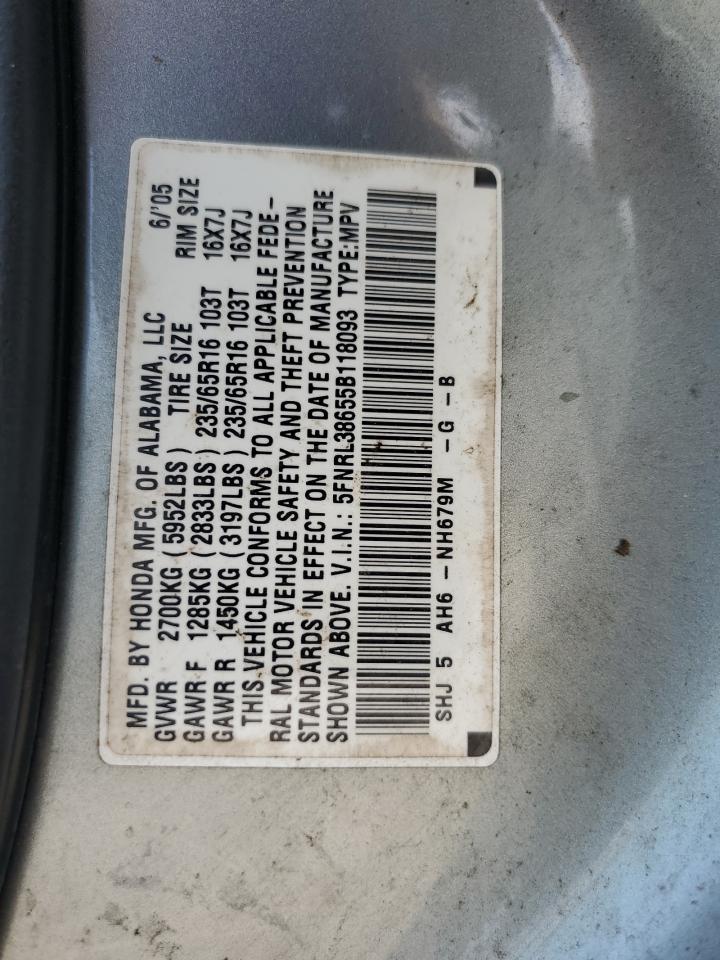 MFD. BY HONDA MFG. OF ALABAMA, LLC 6/'05
GVWR 2700KG (5952LBS) TIRE SIZE RIM SIZE
GAWR F 1285KG (2833LBS) 235/65R16 103T 16X7J
GAWR R 1450KG (3197LBS) 235/65R16 103T 16X7J
THIS VEHICLE CONFORMS TO ALL APPLICABLE FEDE-
RAL MOTOR VEHICLE SAFETY AND THEFT PREVENTION
STANDARDS IN EFFECT ON THE DATE OF MANUFACTURE
SHOWN ABOVE. V.I.N.: 5FNRL38655B118093 TYPE:MPV
SHJ 5 AH6 - NH679M - G - B